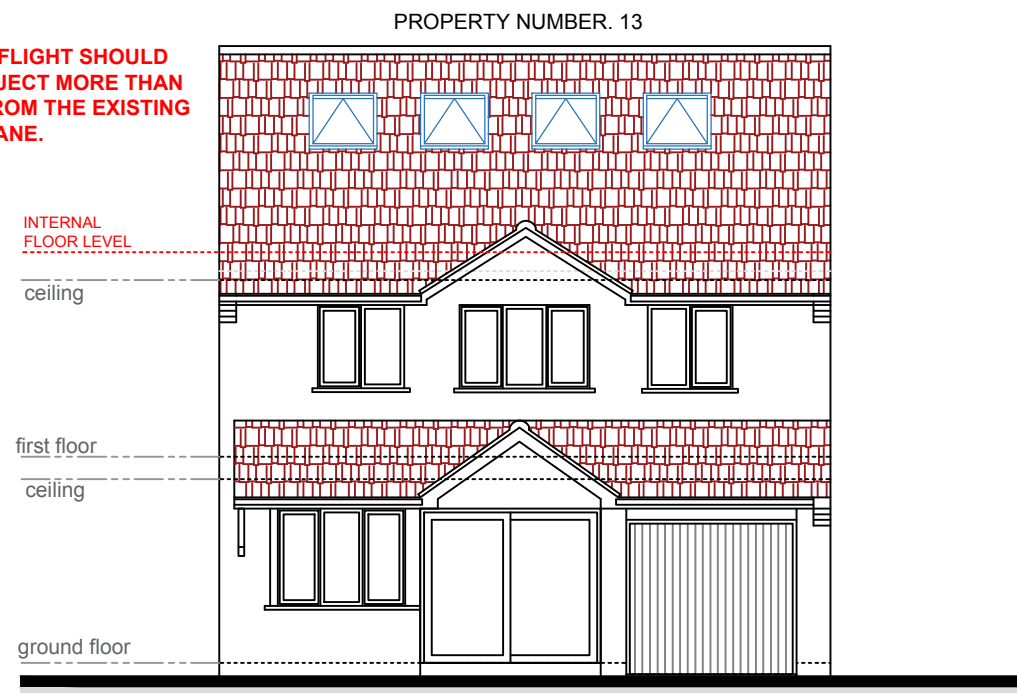 PROPERTY NUMBER. 13
FLIGHT SHOULD
JECT MORE THAN
ROM THE EXISTING
ANE.
INTERNAL
FLOOR LEVEL
ceiling
first floor
ceiling
ground floor